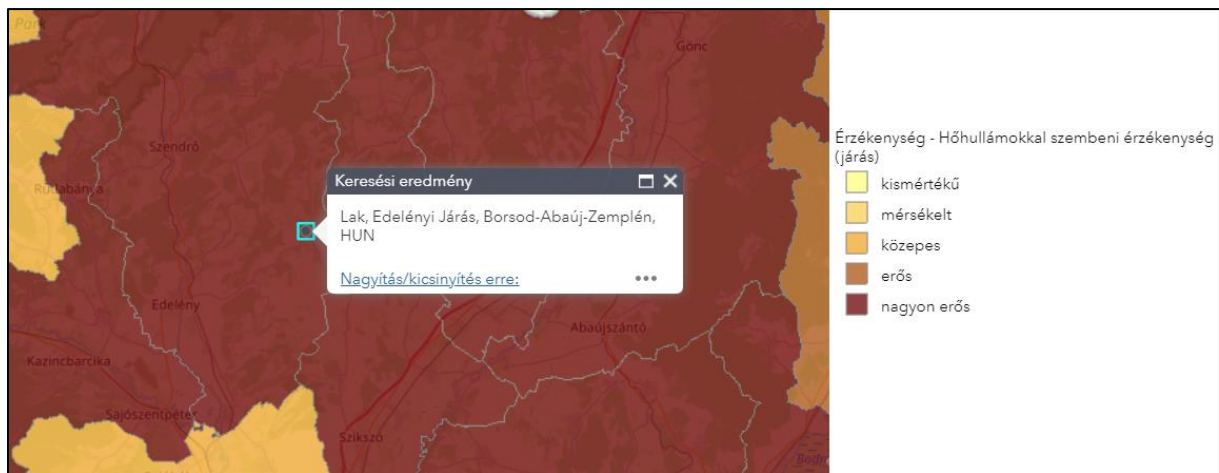 Park
Gönc
Szendrő
Rudabánya
Keresési eredmény
Lak, Edelényi Járás, Borsod-Abaúj-Zemplén,
HUN
Nagyítás/kicsinyítés erre:
Edelény
Abaújszántó
Kazincbarcika
Sajószentpéter
Szikszó
Érzékenység - Hőhullámokkal szembeni érzékenység
(járás)
kismértékű
mérsékelt
közepes
erős
nagyon erős